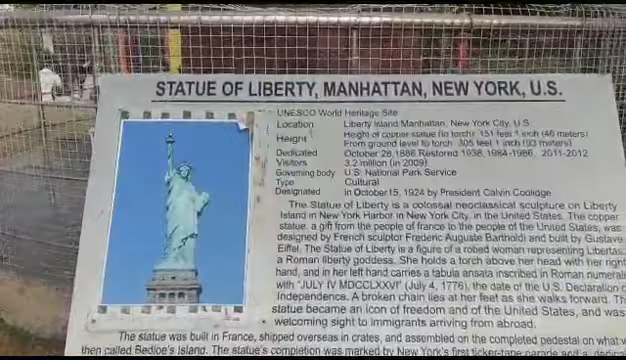 STATUE OF LIBERTY, MANHATTAN, NEW YORK, U.S.
UNESCO World Heritage Site
Location Liberty Island Manhattan, New York City, U.S.
Height Height of copper statue (to torch) 151 feet 1 inch (46 meters)
From ground level to torch 305 feet 1 inch (93 meters)
Dedicated October 28,1886 Restored 1938,1984-1986, 2011-2012
Visitors 3.2 million (in 2009)
Governing body U.S. National Park Service
Type Cultural
Designated in October 15, 1924 by President Calvin Coolidge
The Statue of Liberty is a colossal neoclassical sculpture on Liberty
Island in New York Harbor in New York City, in the United States. The copper
statue, a gift from the people of france to the people of the United States, was
designed by French sculptor Frederic Auguste Bartholdi and built by Gustave
Eiffel. The Statue of Liberty is a figure of a robed woman representing Libertas,
a Roman liberty goddess. She holds a torch above her head with her right
hand, and in her left hand carries a tabula ansata inscribed in Roman numerals
with "JULY IV MDCCLXXVI" (July 4, 1776), the date of the U.S. Declaration
Independence. A broken chain lies at her feet as she walks forward. Th
statue became an icon of freedom and of the United States, and was
welcoming sight to immigrants arriving from abroad.
The statue was built in France, shipped overseas in crates, and assembled on the completed pedestal on what
then called Bedloe's Island. The statue's completion was marked by New York's first ticker-tape parade and a